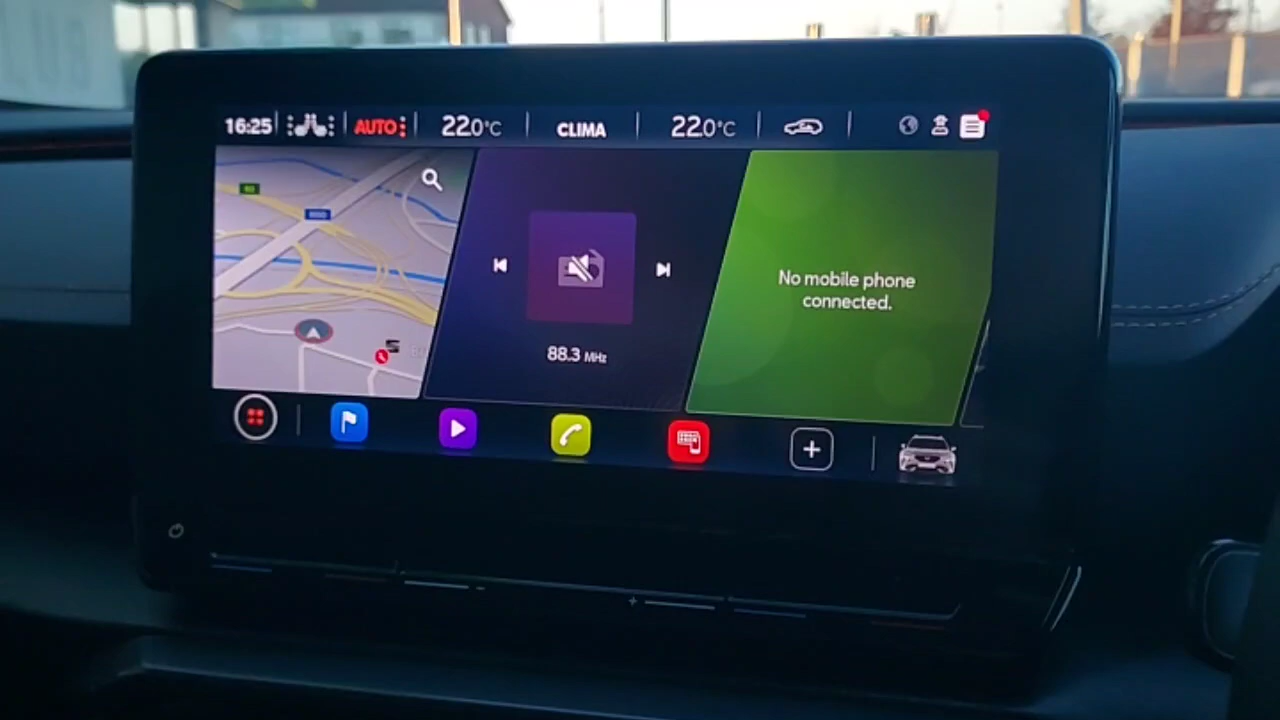 16:25
AUTO
22.0°C
CLIMA
22.0°C
No mobile phone
connected.
88.3 MHz